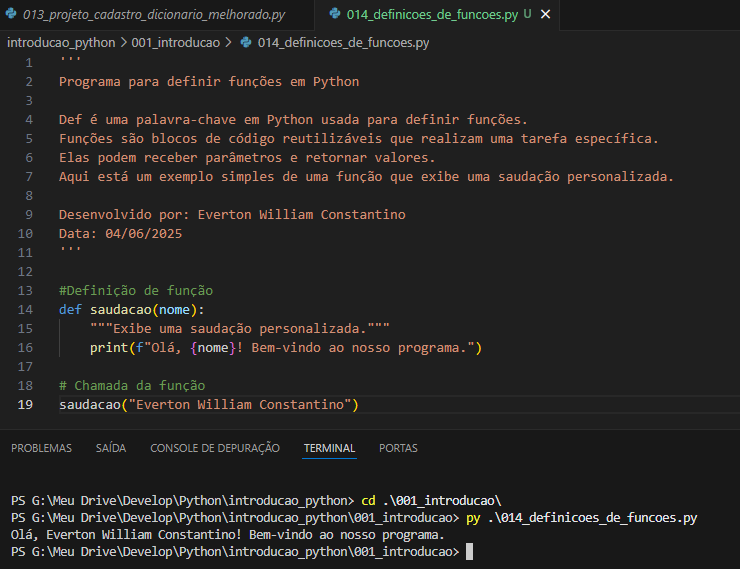 013_projeto_cadastro_dicionario_melhorado.py
014_definicoes_de_funcoes.py U
introducao_python > 001_introducao > 014_definicoes_de_funcoes.py
1 '''
2 Programa para definir funções em Python
3
4 Def é uma palavra-chave em Python usada para definir funções.
5 Funções são blocos de código reutilizáveis que realizam uma tarefa específica.
6 Elas podem receber parâmetros e retornar valores.
7 Aqui está um exemplo simples de uma função que exibe uma saudação personalizada.
8
9 Desenvolvido por: Everton William Constantino
10 Data: 04/06/2025
11 '''
12
13 #Definição de função
14 def saudacao(nome):
15 """Exibe uma saudação personalizada."""
16 print(f"Olá, {nome}! Bem-vindo ao nosso programa.")
17
18 # Chamada da função
19 saudacao("Everton William Constantino")
PROBLEMAS SAÍDA CONSOLE DE DEPURAÇÃO TERMINAL PORTAS
PS G:\Meu Drive\Develop\Python\introducao_python> cd .\001_introducao\
PS G:\Meu Drive\Develop\Python\introducao_python\001_introducao> py .\014_definicoes_de_funcoes.py
Olá, Everton William Constantino! Bem-vindo ao nosso programa.
PS G:\Meu Drive\Develop\Python\introducao_python\001_introducao>